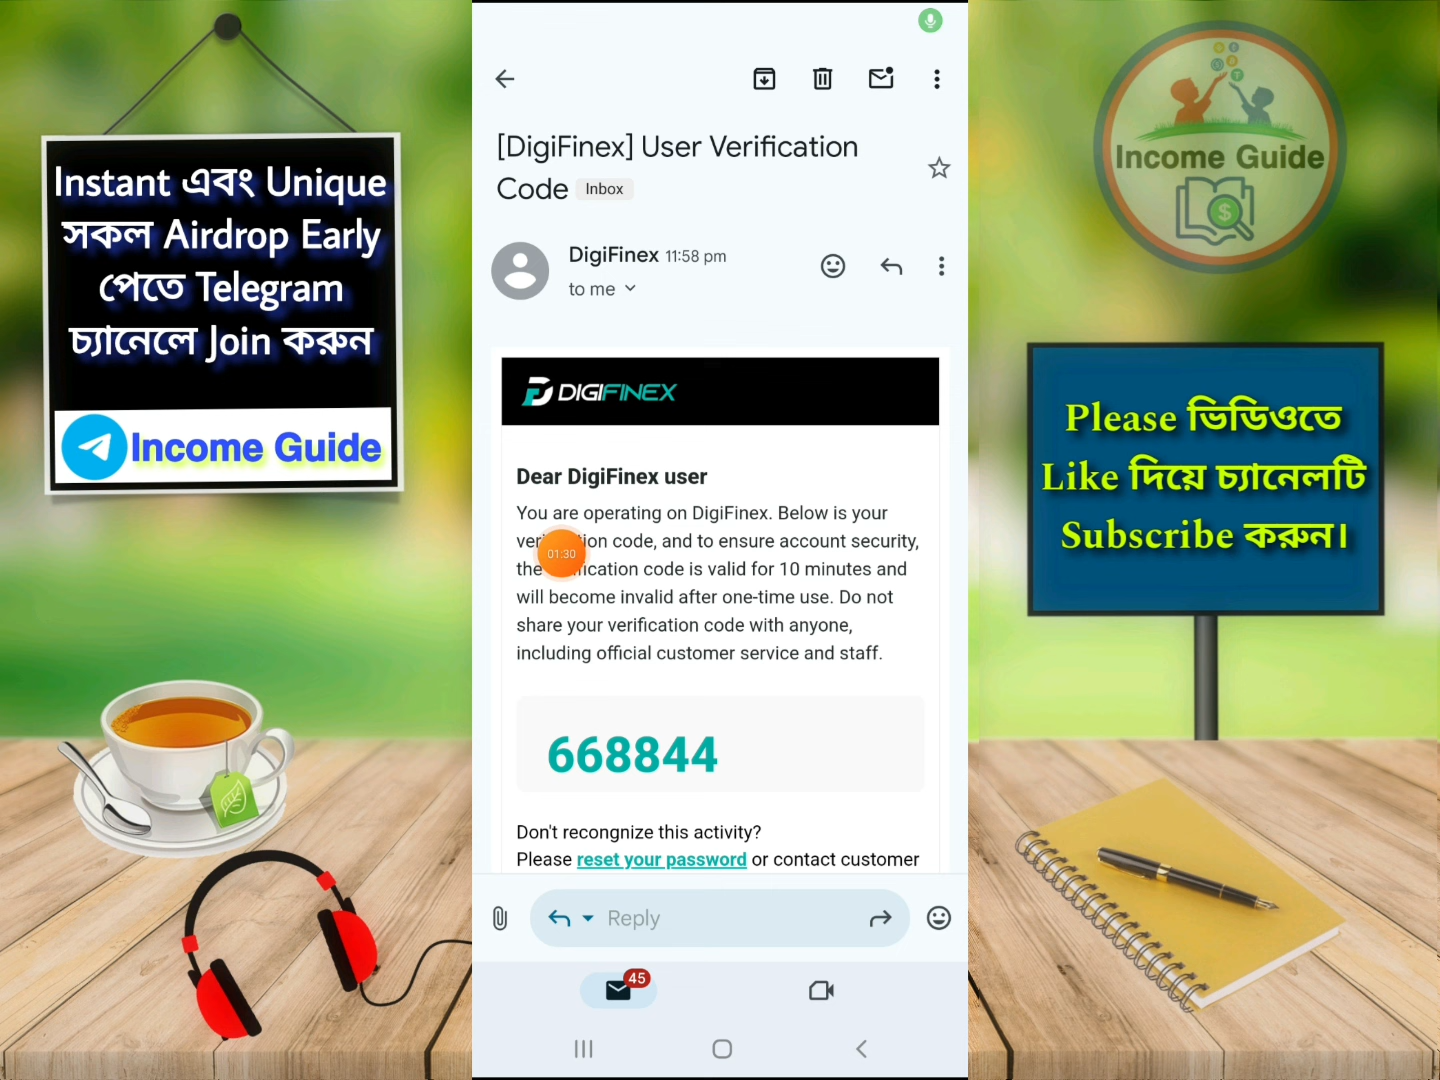 Instant এবং Unique
সকল Airdrop Early
পেতে Telegram
চ্যানেলে Join করুন
Income Guide
[DigiFinex] User Verification
Code Inbox
DigiFinex 11:58 pm
to me
DIGIFINEX
Dear DigiFinex user
You are operating on DigiFinex. Below is your
code, and to ensure account security,
the code is valid for 10 minutes and
will become invalid after one-time use. Do not
share your verification code with anyone,
including official customer service and staff.
01:30
668844
Don't recongnize this activity?
Please reset your password or contact customer
Reply
45
Income Guide
Please ভিডিওতে
Like দিয়ে চ্যানেলটি
Subscribe করুন।